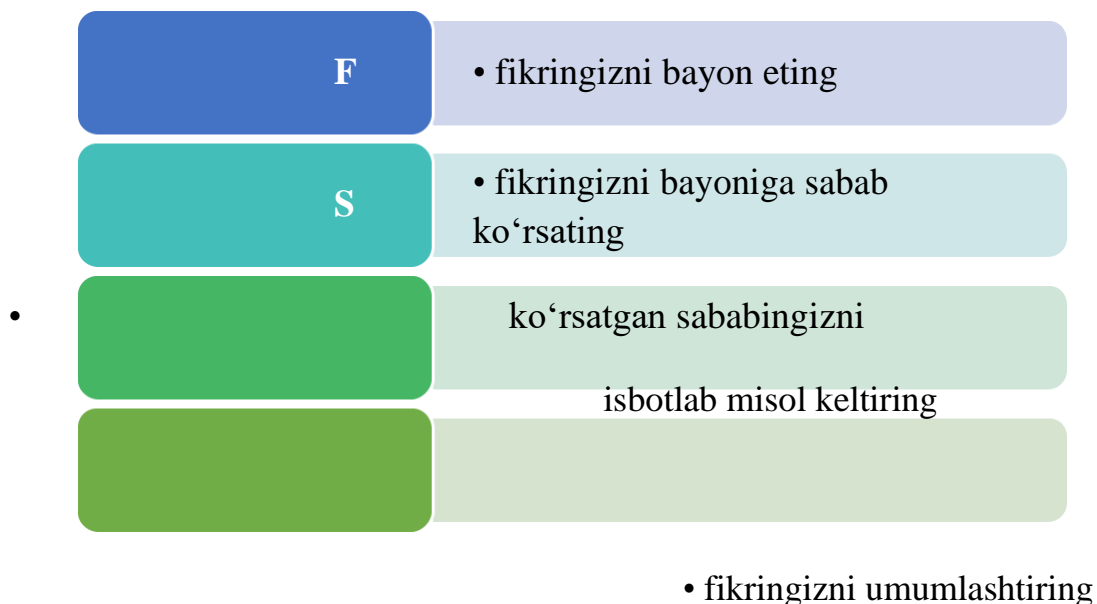 F
• fikringizni bayon eting
S
• fikringizni bayoniga sabab
ko‘rsating
• ko‘rsatgan sababingizni
isbotlab misol keltiring
• fikringizni umumlashtiring